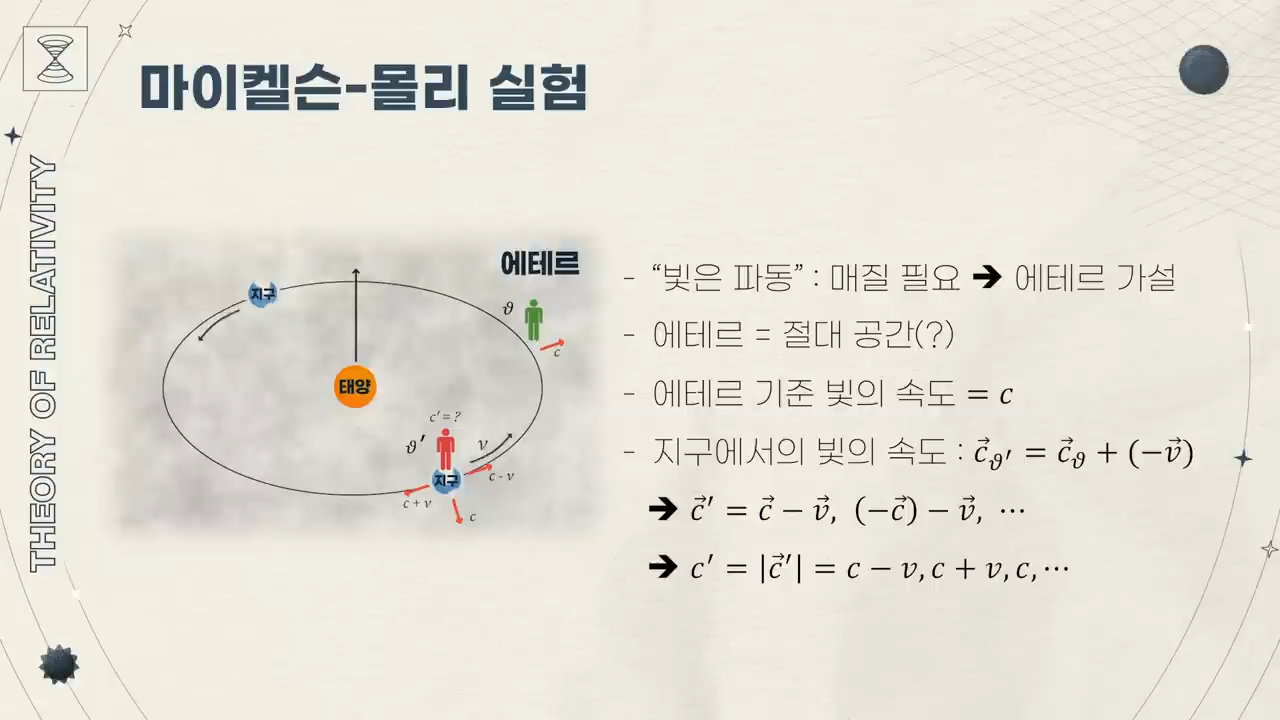 마이켈슨-몰리 실험
THEORY OF RELATIVITY
에테르
지구
ϑ
c
태양
c′ = ?
ϑ′
v
지구
c - v
c + v
c
- “빛은 파동” : 매질 필요 ➔ 에테르 가설
- 에테르 = 절대 공간(?)
- 에테르 기준 빛의 속도 = c
- 지구에서의 빛의 속도 : c⃗_ϑ′ = c⃗_ϑ + (−v⃗)
➔ c⃗′ = c⃗ − v⃗, (−c⃗) − v⃗, ⋯
➔ c′ = |c⃗′| = c − v, c + v, c, ⋯